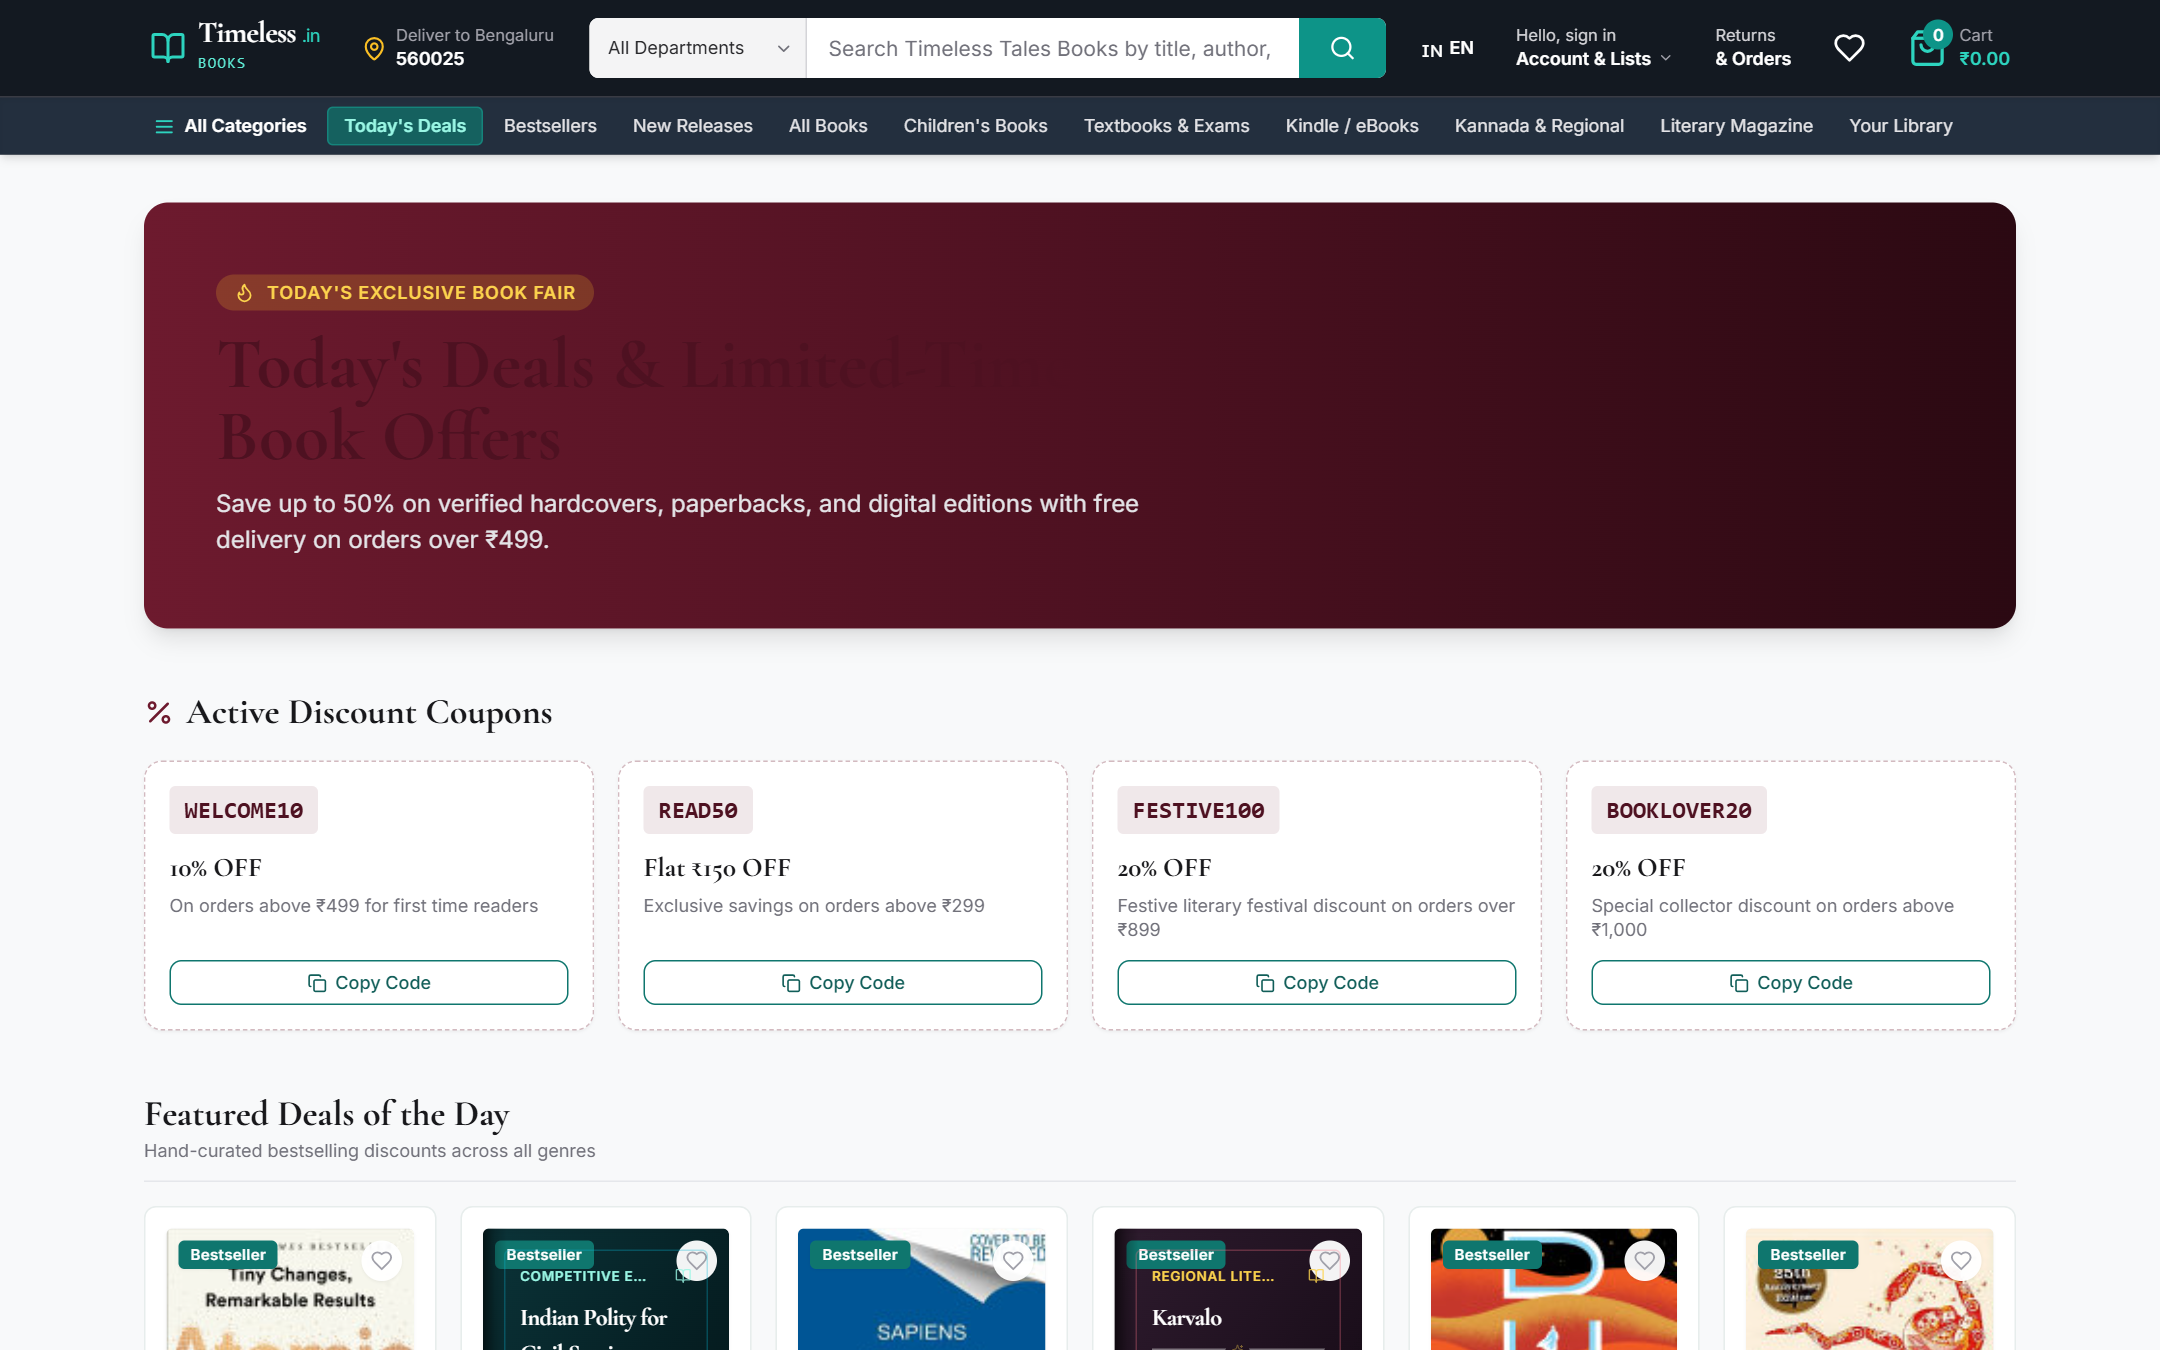 Timeless .in
BOOKS
Deliver to Bengaluru
560025
All Departments
Search Timeless Tales Books by title, author,
IN EN
Hello, sign in
Account & Lists
Returns
& Orders
0
Cart
₹0.00
All Categories
Today's Deals
Bestsellers
New Releases
All Books
Children's Books
Textbooks & Exams
Kindle / eBooks
Kannada & Regional
Literary Magazine
Your Library
TODAY'S EXCLUSIVE BOOK FAIR
Today's Deals & Limited-Tim
Book Offers
Save up to 50% on verified hardcovers, paperbacks, and digital editions with free
delivery on orders over ₹499.
Active Discount Coupons
WELCOME10
10% OFF
On orders above ₹499 for first time readers
Copy Code
READ50
Flat ₹150 OFF
Exclusive savings on orders above ₹299
Copy Code
FESTIVE100
20% OFF
Festive literary festival discount on orders over
₹899
Copy Code
BOOKLOVER20
20% OFF
Special collector discount on orders above
₹1,000
Copy Code
Featured Deals of the Day
Hand-curated bestselling discounts across all genres
Bestseller
Tiny Changes,
Remarkable Results
Bestseller
COMPETITIVE E...
Indian Polity for
Bestseller
COVER TO BE
SAPIENS
Bestseller
REGIONAL LITE...
Karvalo
Bestseller
Bestseller
25th
Anniversary
Edition